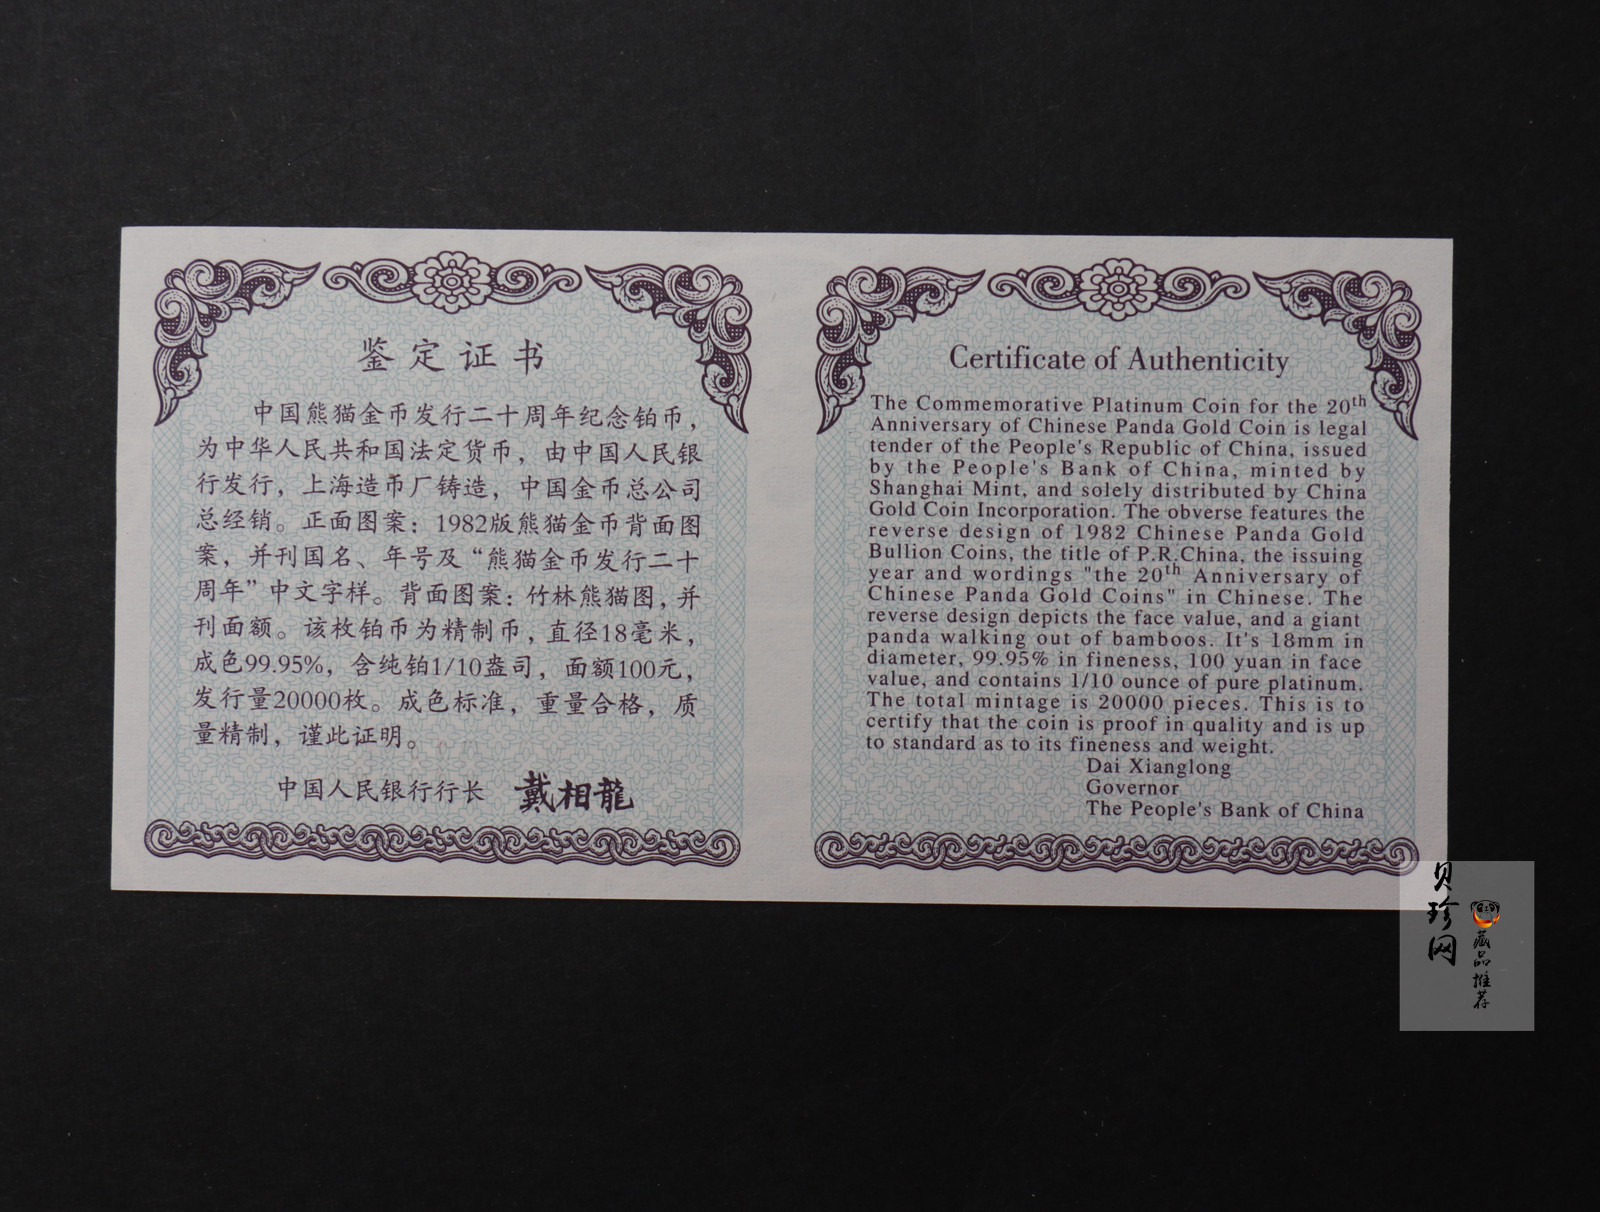 鉴定证书
中国熊猫金币发行二十周年纪念铂币，
为中华人民共和国法定货币，由中国人民银
行发行，上海造币厂铸造，中国金币总公司
总经销。正面图案：1982版熊猫金币背面图
案，并刊国名、年号及“熊猫金币发行二十
周年”中文字样。背面图案：竹林熊猫图，并
刊面额。该枚铂币为精制币，直径18毫米，
成色99.95%，含纯铂1/10盎司，面额100元，
发行量20000枚。成色标准，重量合格，质
量精制，谨此证明。
中国人民银行行长 戴相龍
Certificate of Authenticity
The Commemorative Platinum Coin for the 20th
Anniversary of Chinese Panda Gold Coin is legal
tender of the People's Republic of China, issued
by the People's Bank of China, minted by
Shanghai Mint, and solely distributed by China
Gold Coin Incorporation. The obverse features the
reverse design of 1982 Chinese Panda Gold
Bullion Coins, the title of P.R.China, the issuing
year and wordings "the 20th Anniversary of
Chinese Panda Gold Coins" in Chinese. The
reverse design depicts the face value, and a giant
panda walking out of bamboos. It's 18mm in
diameter, 99.95% in fineness, 100 yuan in face
value, and contains 1/10 ounce of pure platinum.
The total mintage is 20000 pieces. This is to
certify that the coin is proof in quality and is up
to standard as to its fineness and weight.
Dai Xianglong
Governor
The People's Bank of China
贝珍网
藏品推荐